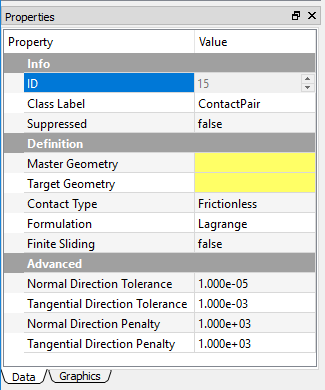 Properties
Property Value
Info
ID 15
Class Label ContactPair
Suppressed false
Definition
Master Geometry
Target Geometry
Contact Type Frictionless
Formulation Lagrange
Finite Sliding false
Advanced
Normal Direction Tolerance 1.000e-05
Tangential Direction Tolerance 1.000e-03
Normal Direction Penalty 1.000e+03
Tangential Direction Penalty 1.000e+03
Data Graphics